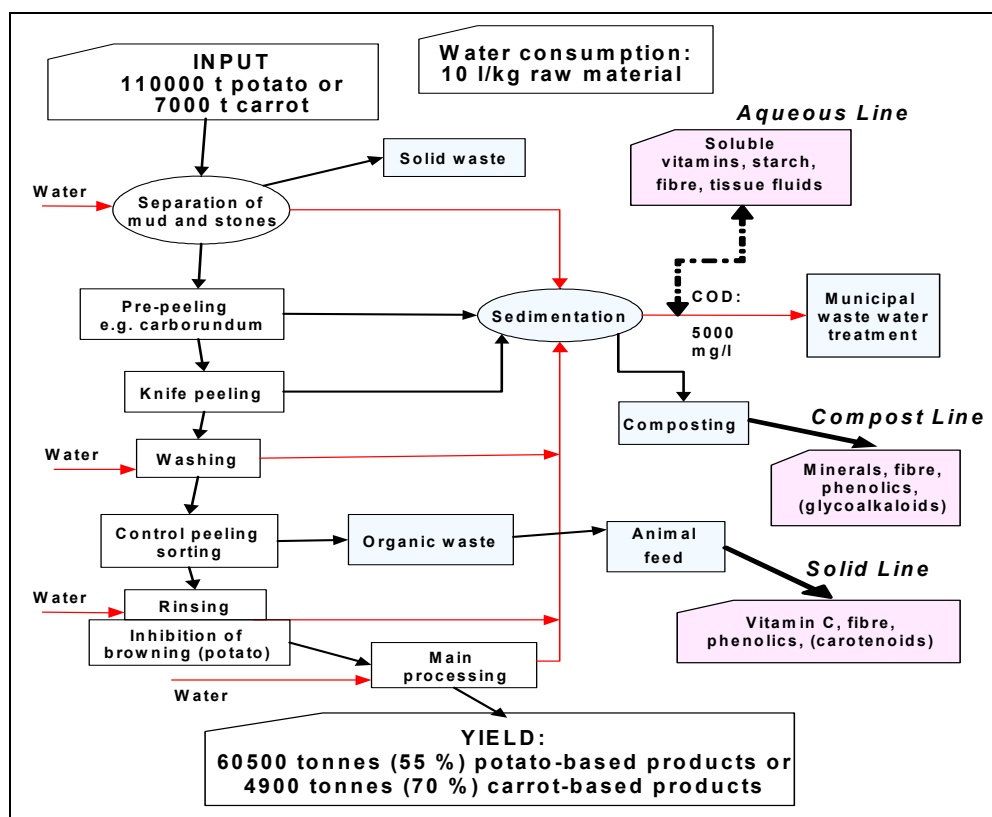 INPUT
110000 t potato or
7000 t carrot
Water consumption:
10 l/kg raw material
Aqueous Line
Soluble
vitamins, starch,
fibre, tissue fluids
Solid waste
Water
Separation of
mud and stones
Pre-peeling
e.g. carborundum
Sedimentation
COD:
5000
mg/l
Municipal
waste water
treatment
Knife peeling
Composting
Compost Line
Water
Washing
Minerals, fibre,
phenolics,
(glycoalkaloids)
Control peeling
sorting
Organic waste
Animal
feed
Solid Line
Water
Rinsing
Inhibition of
browning (potato)
Main
processing
Vitamin C, fibre,
phenolics, (carotenoids)
Water
YIELD:
60500 tonnes (55 %) potato-based products or
4900 tonnes (70 %) carrot-based products